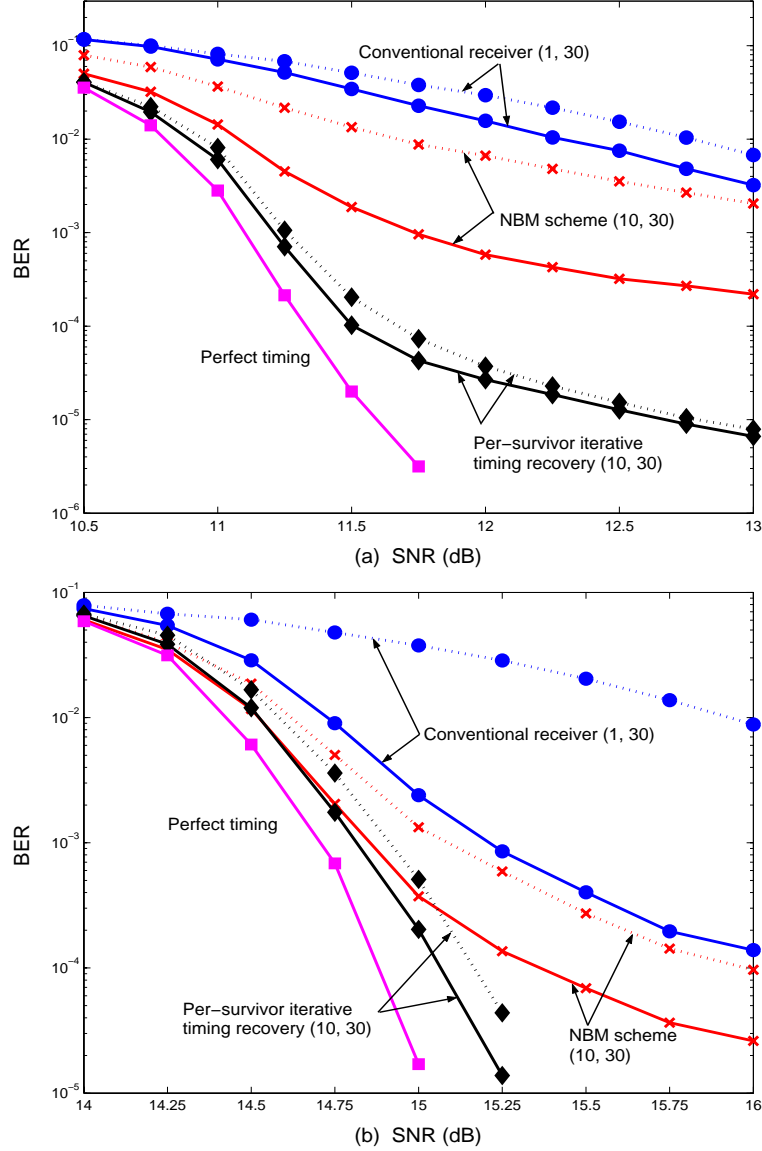 10⁻¹
10⁻²
10⁻³
10⁻⁴
10⁻⁵
10⁻⁶
BER
Conventional receiver (1, 30)
NBM scheme (10, 30)
Perfect timing
Per−survivor iterative
timing recovery (10, 30)
10.5 11 11.5 12 12.5 13
(a) SNR (dB)
10⁻¹
10⁻²
10⁻³
10⁻⁴
10⁻⁵
BER
Conventional receiver (1, 30)
Perfect timing
Per−survivor iterative
timing recovery (10, 30)
NBM scheme
(10, 30)
14 14.25 14.5 14.75 15 15.25 15.5 15.75 16
(b) SNR (dB)